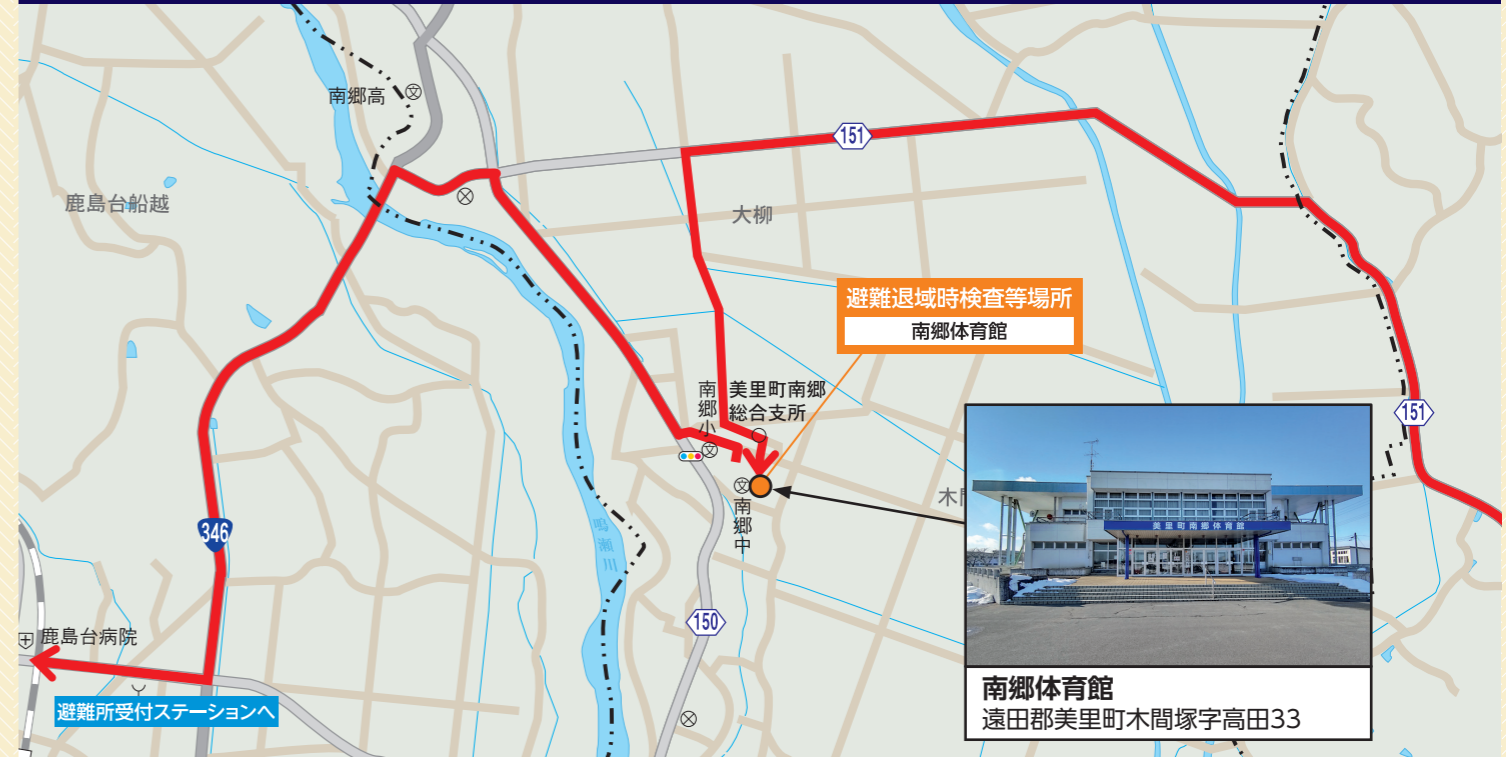 南郷高
文
151
鹿島台船越
大柳
避難退域時検査等場所
南郷体育館
南郷小
文
美里町南郷
総合支所
151
文
南郷中
美里町南郷体育館
346
鳴瀬川
150
鹿島台病院
避難所受付ステーションへ
南郷体育館
遠田郡美里町木間塚字高田33